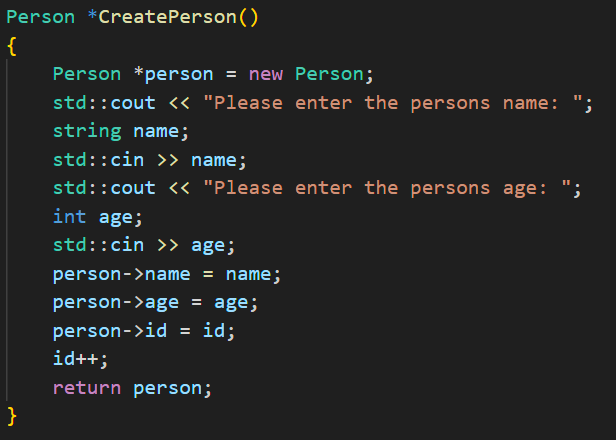 Person *CreatePerson()
{
    Person *person = new Person;
    std::cout << "Please enter the persons name: ";
    string name;
    std::cin >> name;
    std::cout << "Please enter the persons age: ";
    int age;
    std::cin >> age;
    person->name = name;
    person->age = age;
    person->id = id;
    id++;
    return person;
}